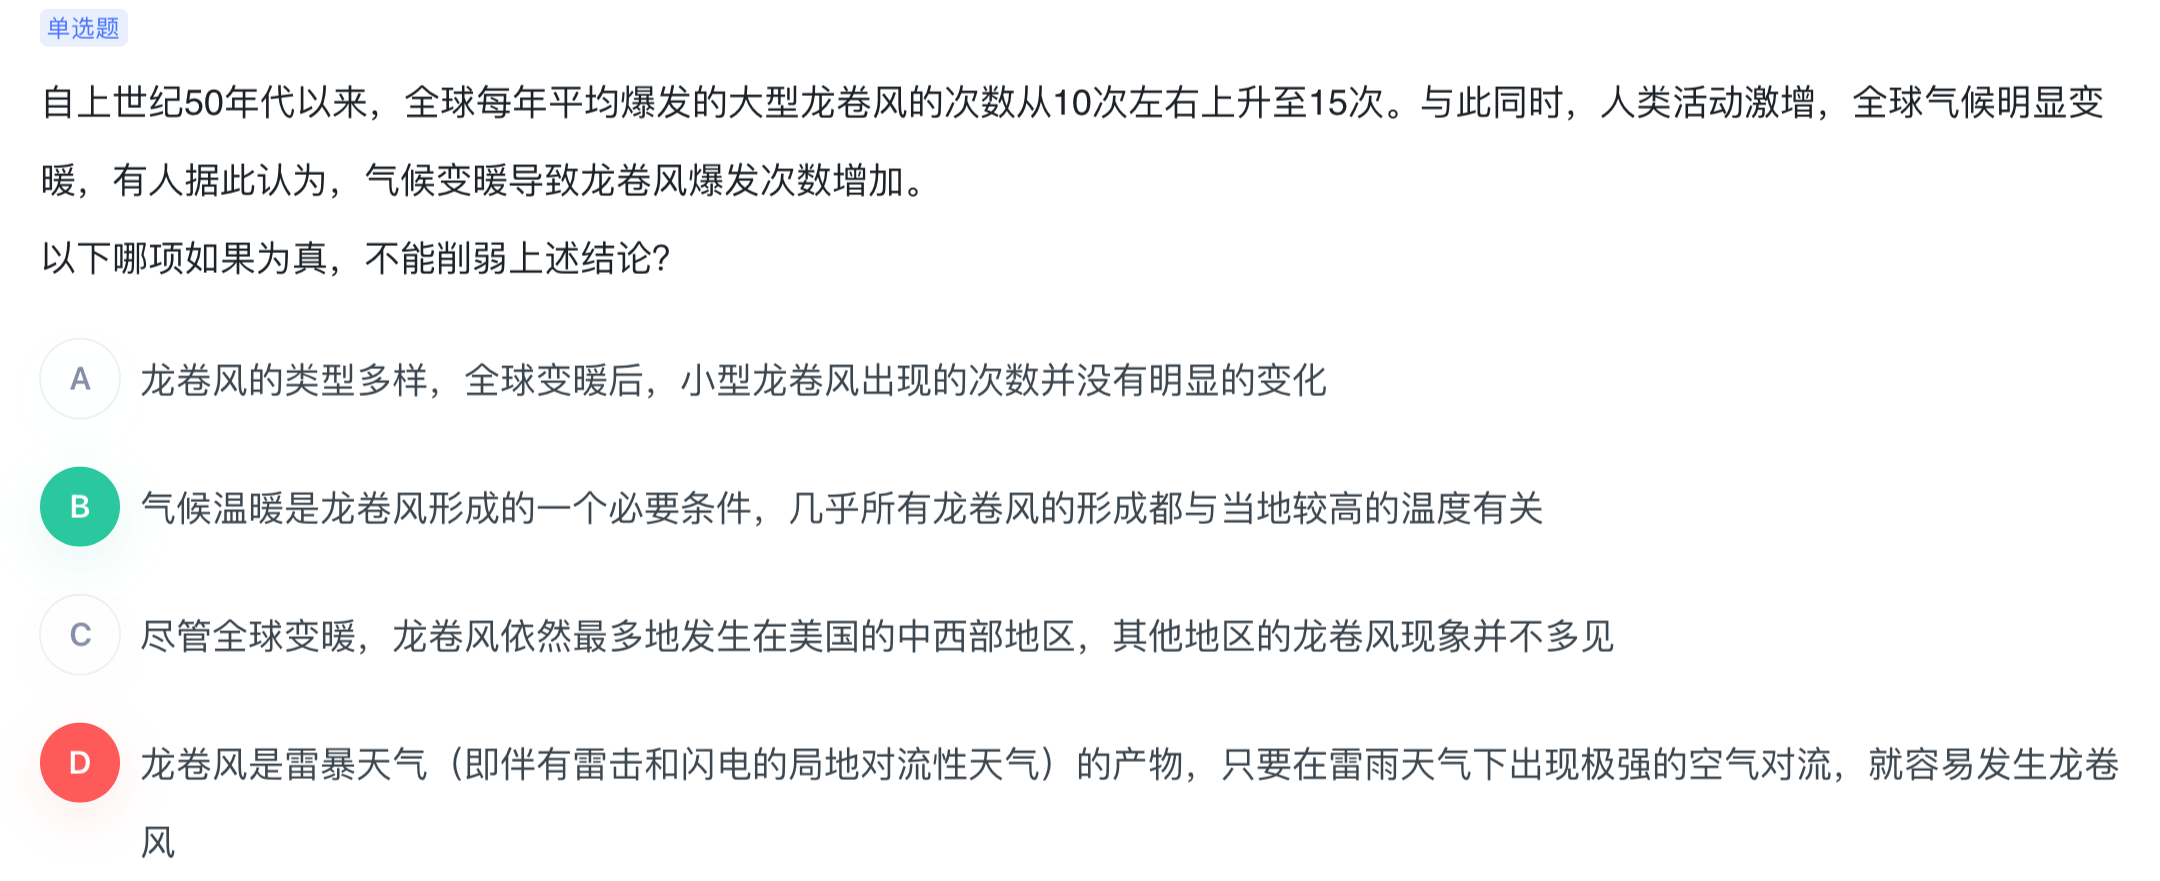 单选题
自上世纪50年代以来，全球每年平均爆发的大型龙卷风的次数从10次左右上升至15次。与此同时，人类活动激增，全球气候明显变
暖，有人据此认为，气候变暖导致龙卷风爆发次数增加。
以下哪项如果为真，不能削弱上述结论?
A 龙卷风的类型多样，全球变暖后，小型龙卷风出现的次数并没有明显的变化
B 气候温暖是龙卷风形成的一个必要条件，几乎所有龙卷风的形成都与当地较高的温度有关
C 尽管全球变暖，龙卷风依然最多地发生在美国的中西部地区，其他地区的龙卷风现象并不多见
D 龙卷风是雷暴天气（即伴有雷击和闪电的局地对流性天气）的产物，只要在雷雨天气下出现极强的空气对流，就容易发生龙卷
风